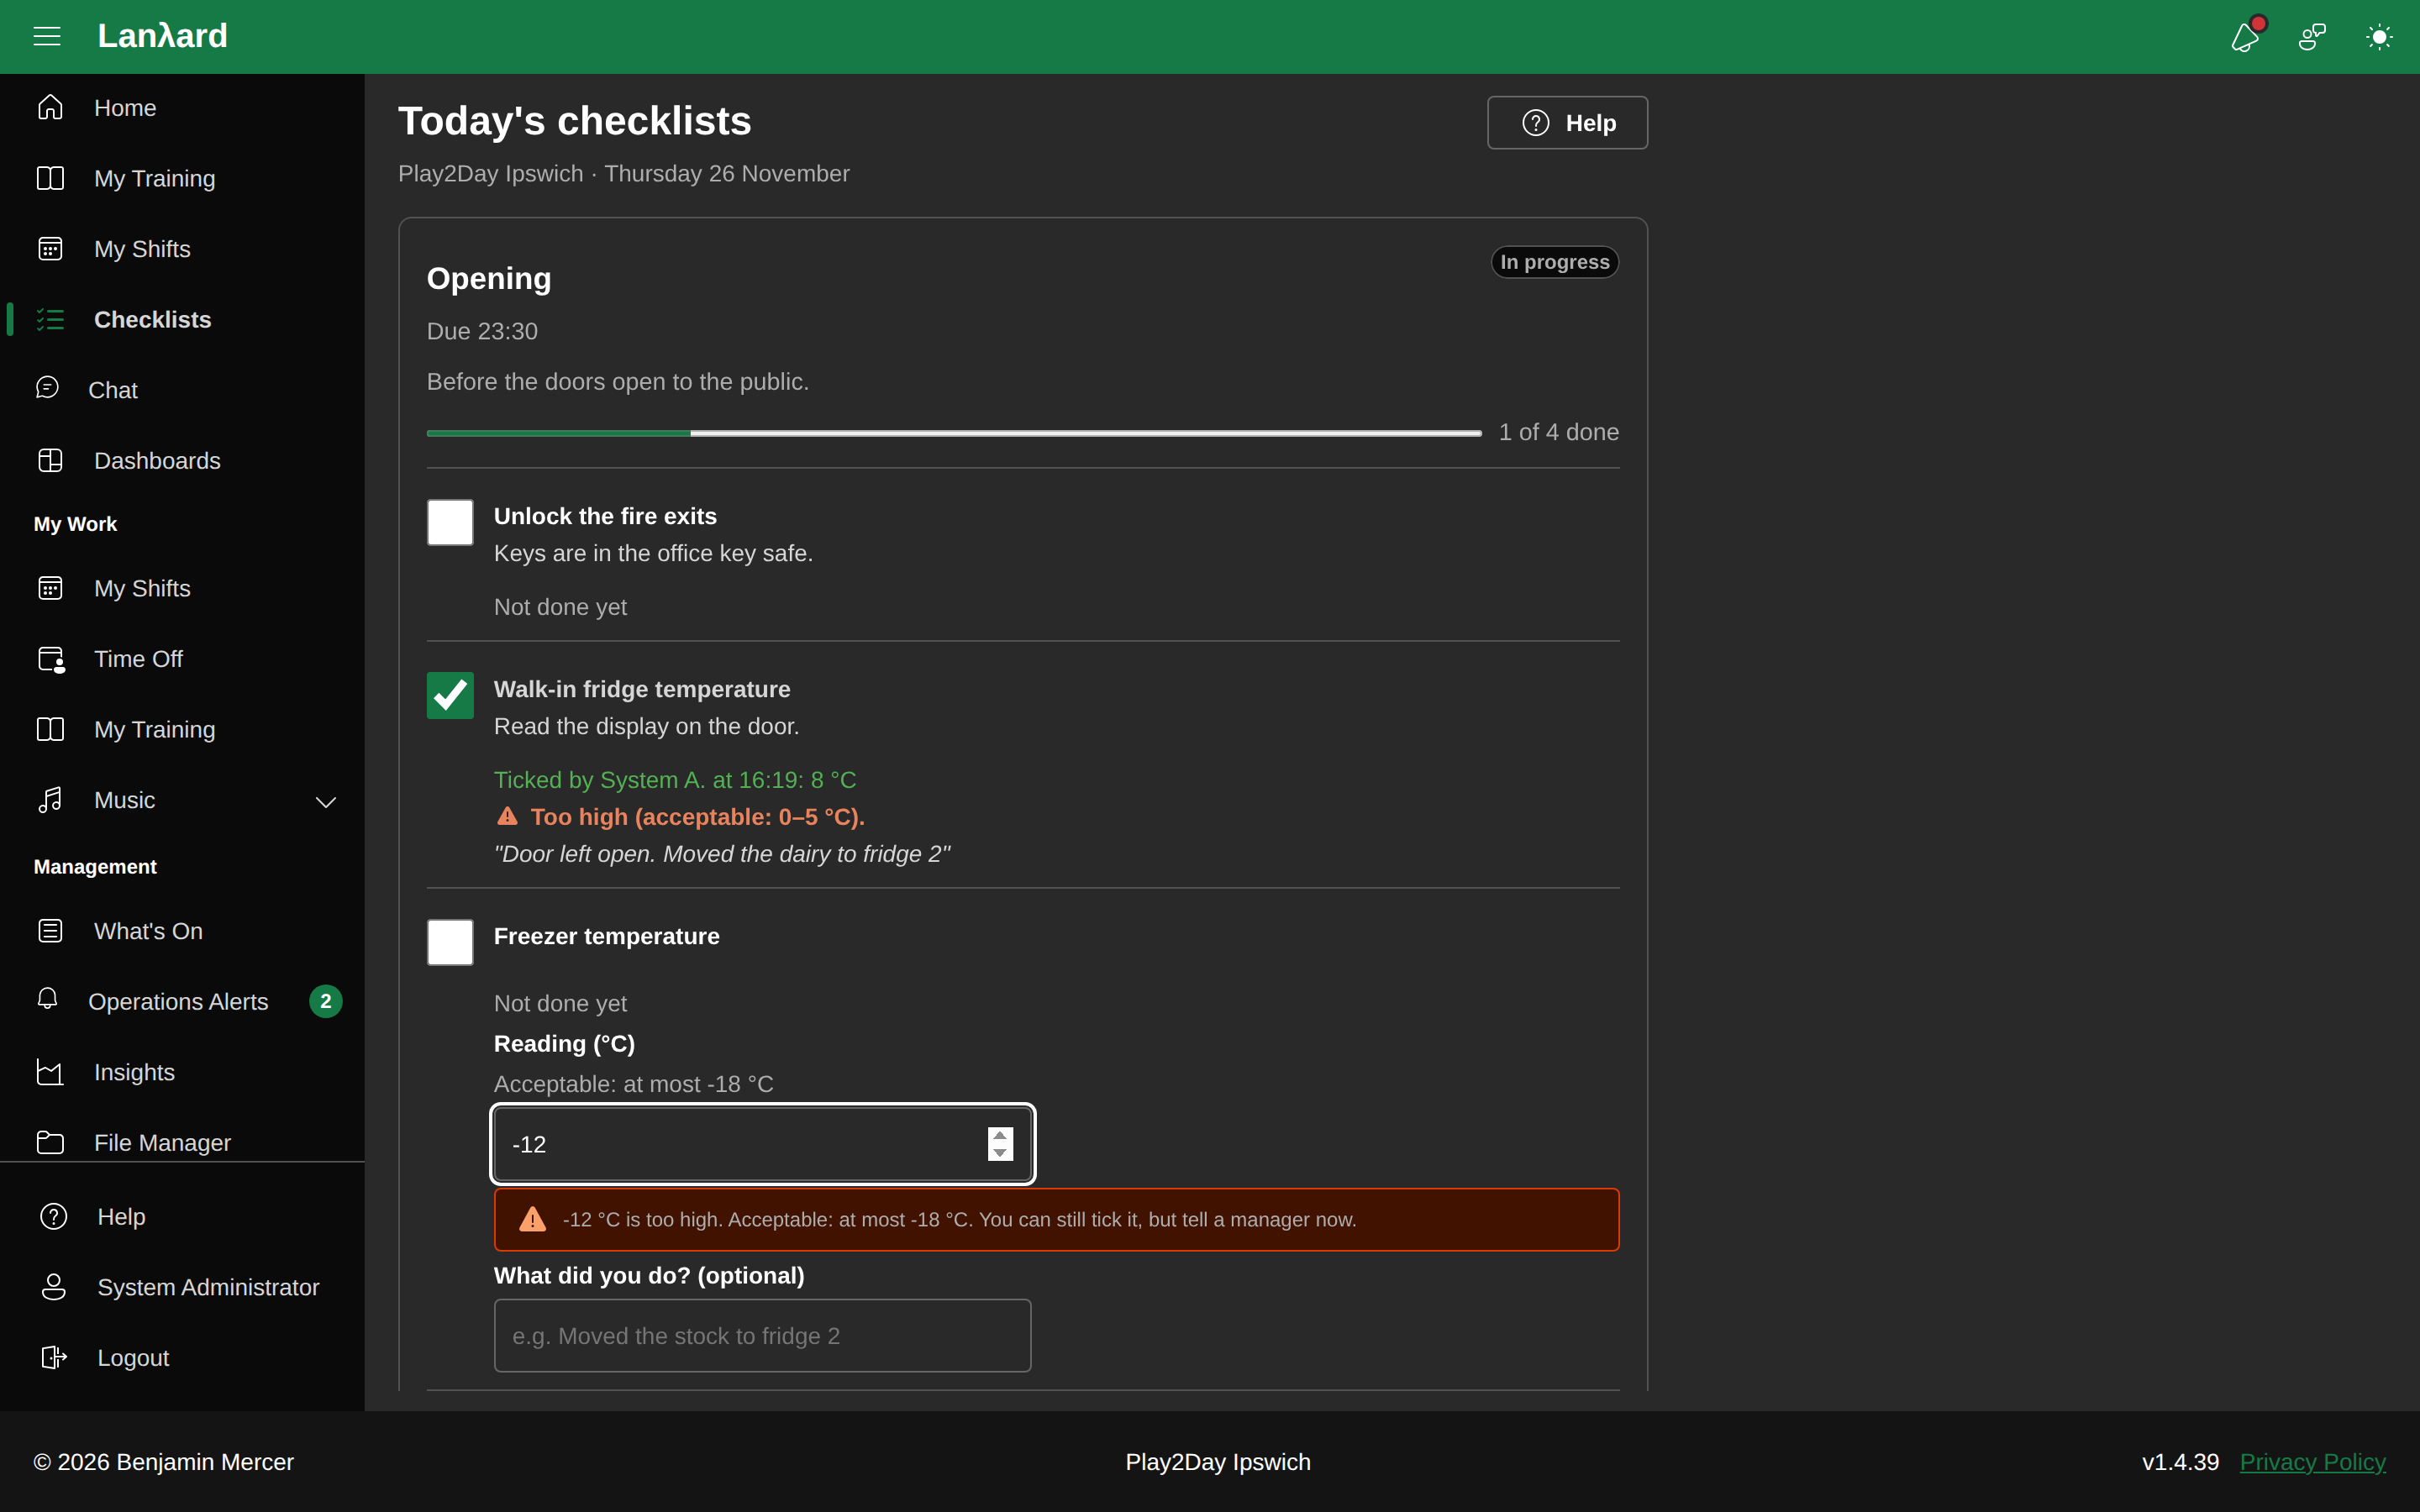 Lanλard
Home
My Training
My Shifts
Checklists
Chat
Dashboards
My Work
My Shifts
Time Off
My Training
Music
Management
What's On
Operations Alerts 2
Insights
File Manager
Help
System Administrator
Logout
Today's checklists
Help
Play2Day Ipswich · Thursday 26 November
Opening
In progress
Due 23:30
Before the doors open to the public.
1 of 4 done
Unlock the fire exits
Keys are in the office key safe.
Not done yet
Walk-in fridge temperature
Read the display on the door.
Ticked by System A. at 16:19: 8 °C
Too high (acceptable: 0–5 °C).
"Door left open. Moved the dairy to fridge 2"
Freezer temperature
Not done yet
Reading (°C)
Acceptable: at most -18 °C
-12
-12 °C is too high. Acceptable: at most -18 °C. You can still tick it, but tell a manager now.
What did you do? (optional)
e.g. Moved the stock to fridge 2
© 2026 Benjamin Mercer
Play2Day Ipswich
v1.4.39 Privacy Policy